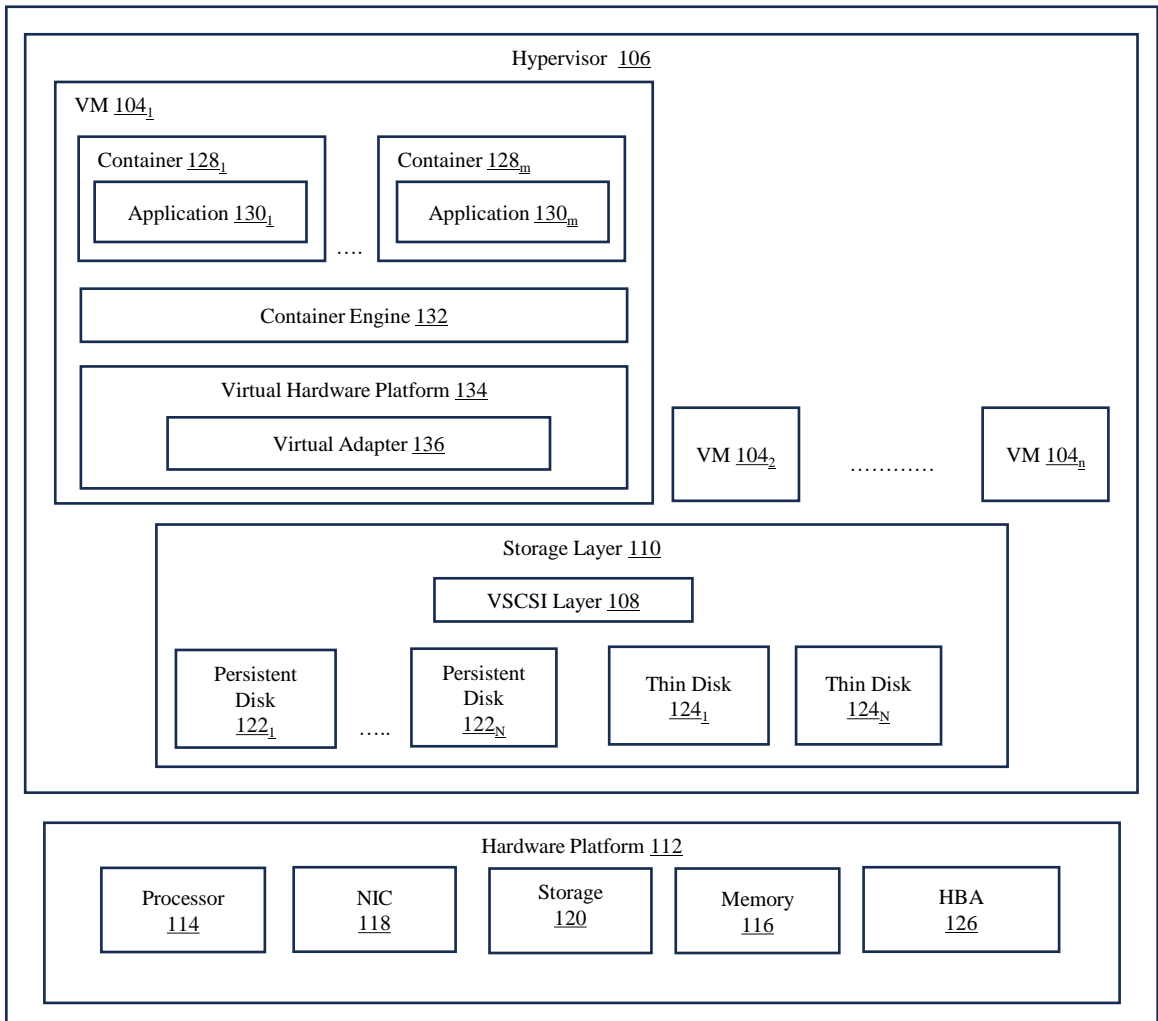 Hypervisor 106
VM 104₁
Container 128₁
Container 128ₘ
Application 130₁
Application 130ₘ
....
Container Engine 132
Virtual Hardware Platform 134
Virtual Adapter 136
VM 104₂
............
VM 104ₙ
Storage Layer 110
VSCSI Layer 108
Persistent
Disk
122₁
.....
Persistent
Disk
122_N
Thin Disk
124₁
Thin Disk
124_N
Hardware Platform 112
Processor
114
NIC
118
Storage
120
Memory
116
HBA
126